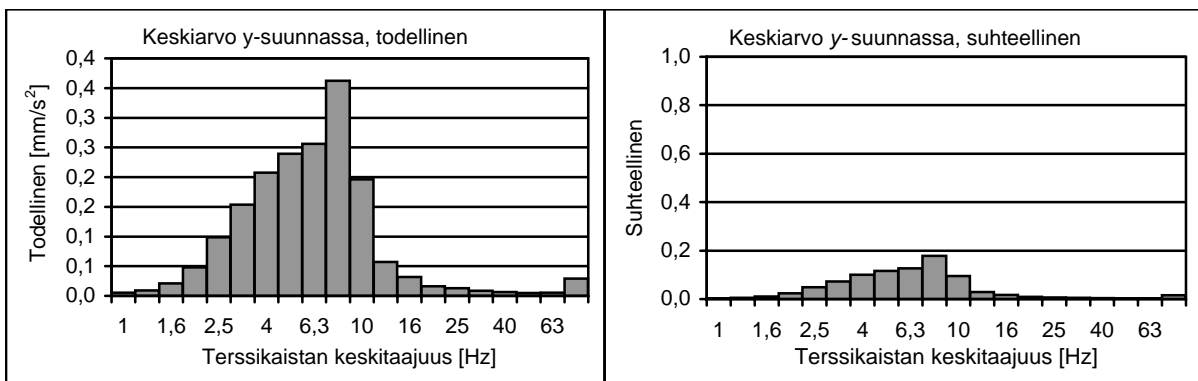 Keskiarvo y-suunnassa, todellinen
Todellinen [mm/s²]
0,4
0,4
0,3
0,3
0,2
0,2
0,1
0,1
0,0
1 1,6 2,5 4 6,3 10 16 25 40 63
Terssikaistan keskitaajuus [Hz]
Keskiarvo y-suunnassa, suhteellinen
Suhteellinen
1,0
0,8
0,6
0,4
0,2
0,0
1 1,6 2,5 4 6,3 10 16 25 40 63
Terssikaistan keskitaajuus [Hz]